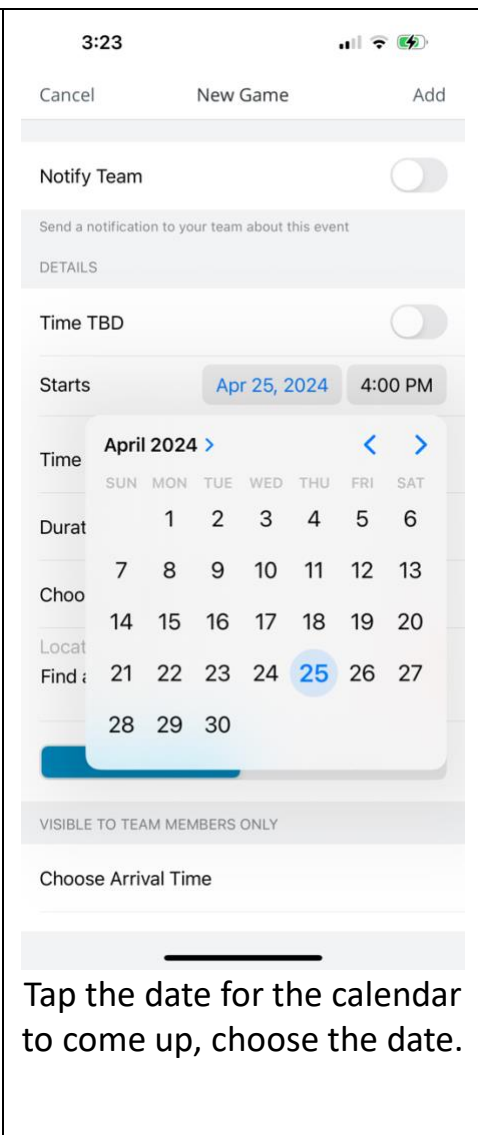 3:23
Cancel New Game Add
Notify Team
Send a notification to your team about this event
DETAILS
Time TBD
Starts Apr 25, 2024 4:00 PM
April 2024 > < >
Time
SUN MON TUE WED THU FRI SAT
Durat 1 2 3 4 5 6
7 8 9 10 11 12 13
Choo
14 15 16 17 18 19 20
Locat
Find a 21 22 23 24 25 26 27
28 29 30
VISIBLE TO TEAM MEMBERS ONLY
Choose Arrival Time
Tap the date for the calendar
to come up, choose the date.